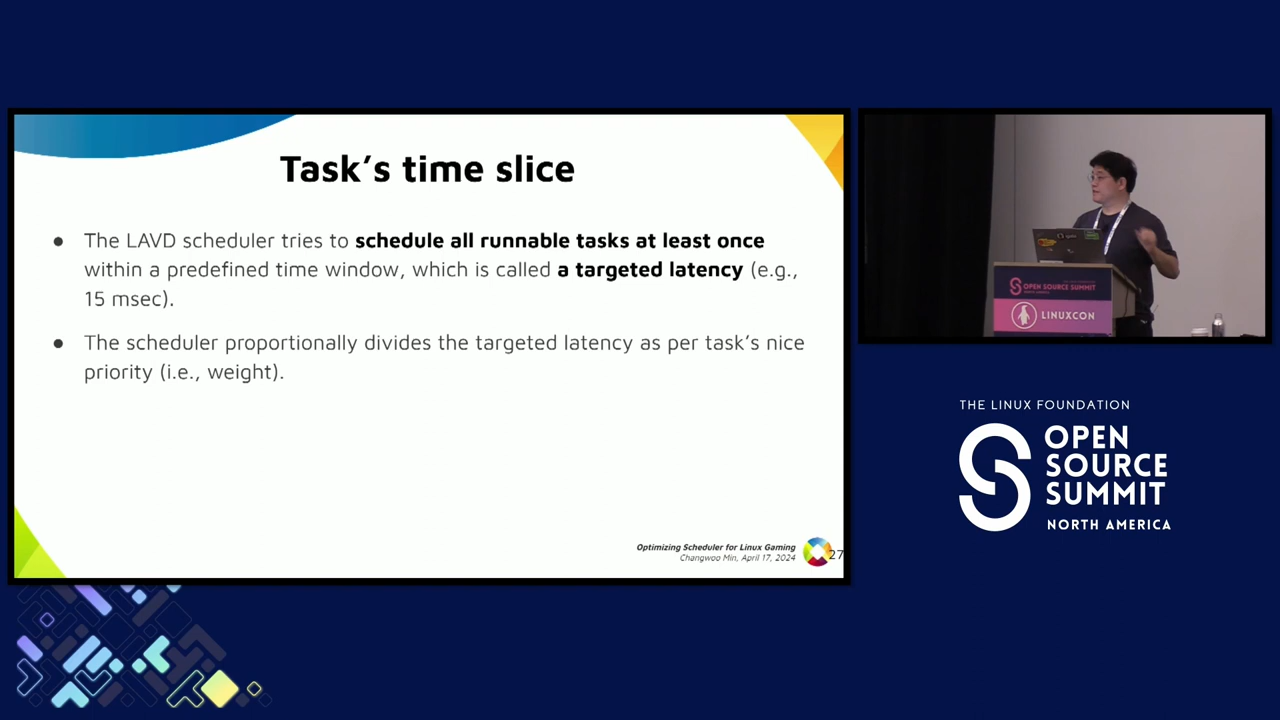 Task's time slice
● The LAVD scheduler tries to schedule all runnable tasks at least once
within a predefined time window, which is called a targeted latency (e.g.,
15 msec).
● The scheduler proportionally divides the targeted latency as per task's nice
priority (i.e., weight).
Optimizing Scheduler for Linux Gaming
Changwoo Min, April 17, 2024
27
OPEN SOURCE SUMMIT
LINUXCON
THE LINUX FOUNDATION
OPEN
SOURCE
SUMMIT
NORTH AMERICA